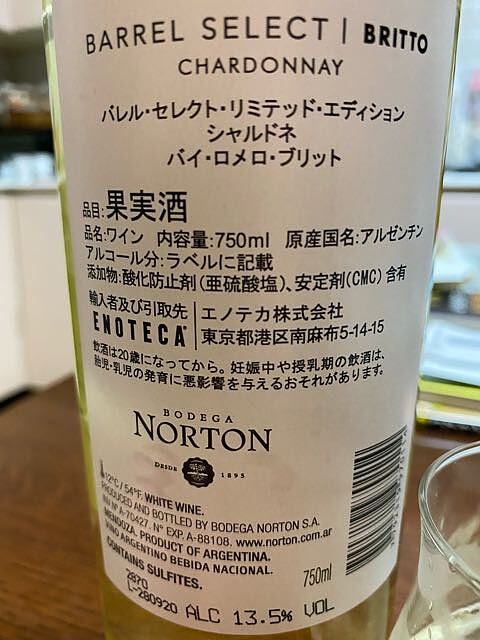 BARREL SELECT | BRITTO
CHARDONNAY
バレル・セレクト・リミテッド・エディション
シャルドネ
バイ・ロメロ・ブリット
品目:果実酒
品名:ワイン 内容量:750ml 原産国名:アルゼンチン
アルコール分:ラベルに記載
添加物:酸化防止剤(亜硫酸塩)、安定剤(CMC)含有
輸入者及び引取先 エノテカ株式会社
ENOTECA 東京都港区南麻布5-14-15
飲酒は20歳になってから。妊娠中や授乳期の飲酒は、
胎児・乳児の発育に悪影響を与えるおそれがあります。
BODEGA
NORTON
DESDE 1895
12°C / 54°F. WHITE WINE.
PRODUCED AND BOTTLED BY BODEGA NORTON S.A.
INV N° A-70427. N° EXP. A-88108. www.norton.com.ar
MENDOZA. PRODUCT OF ARGENTINA.
VINO ARGENTINO BEBIDA NACIONAL.
CONTAINS SULFITES.
750ml
2870
L-280920 ALC 13.5% VOL